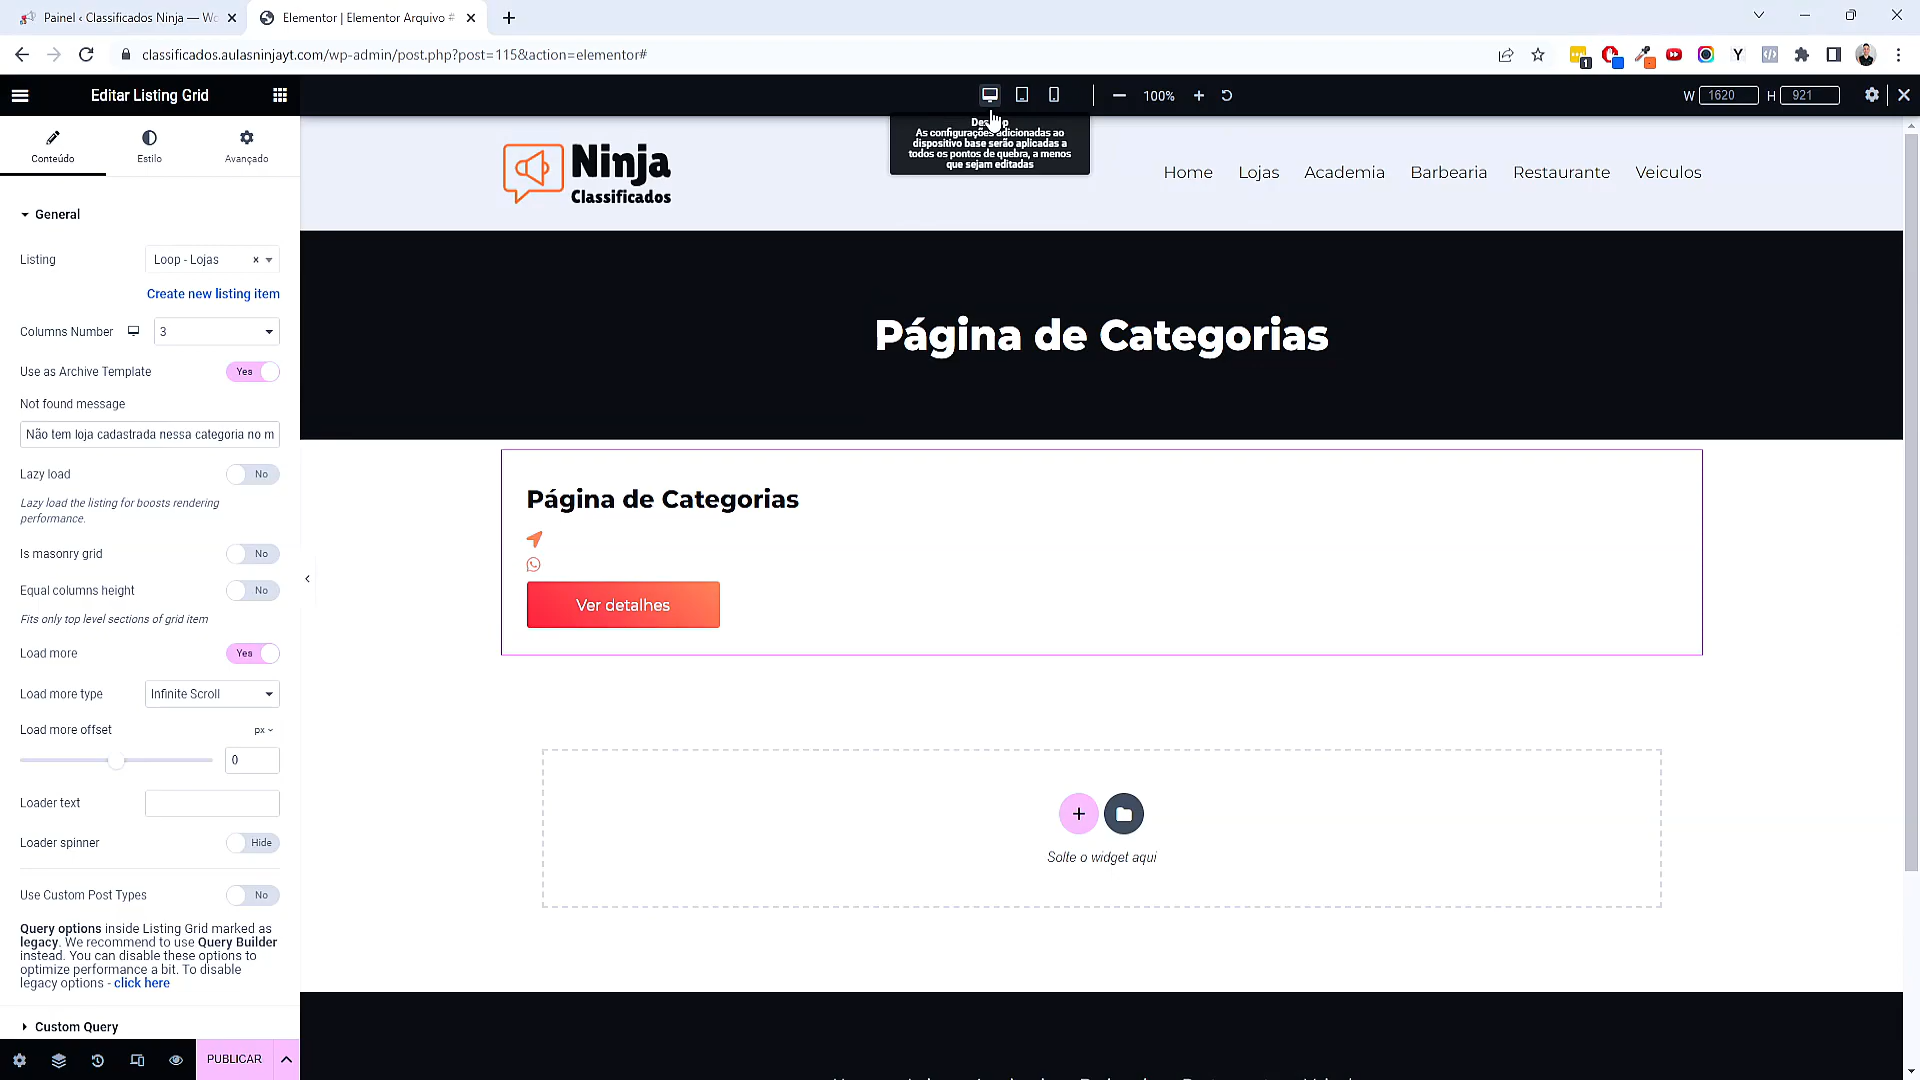 Painel ‹ Classificados Ninja — Wo
Elementor | Elementor Arquivo #
classificados.aulasninjayt.com/wp-admin/post.php?post=115&action=elementor#
1
Y
Editar Listing Grid
100%
W 1620 H 921
Conteúdo
Estilo
Avançado
As configurações adicionadas ao
dispositivo base serão aplicadas a
todos os pontos de quebra, a menos
que sejam editadas
Ninja
Classificados
Home Lojas Academia Barbearia Restaurante Veiculos
General
Listing
Loop - Lojas
Create new listing item
Columns Number
3
Use as Archive Template
Yes
Not found message
Não tem loja cadastrada nessa categoria no m
Lazy load
No
Lazy load the listing for boosts rendering
performance.
Is masonry grid
No
Equal columns height
No
Fits only top level sections of grid item
Load more
Yes
Load more type
Infinite Scroll
Load more offset
px
0
Loader text
Loader spinner
Hide
Use Custom Post Types
No
Query options inside Listing Grid marked as
legacy. We recommend to use Query Builder
instead. You can disable these options to
optimize performance a bit. To disable
legacy options - click here
Custom Query
PUBLICAR
Página de Categorias
Página de Categorias
Ver detalhes
Solte o widget aqui